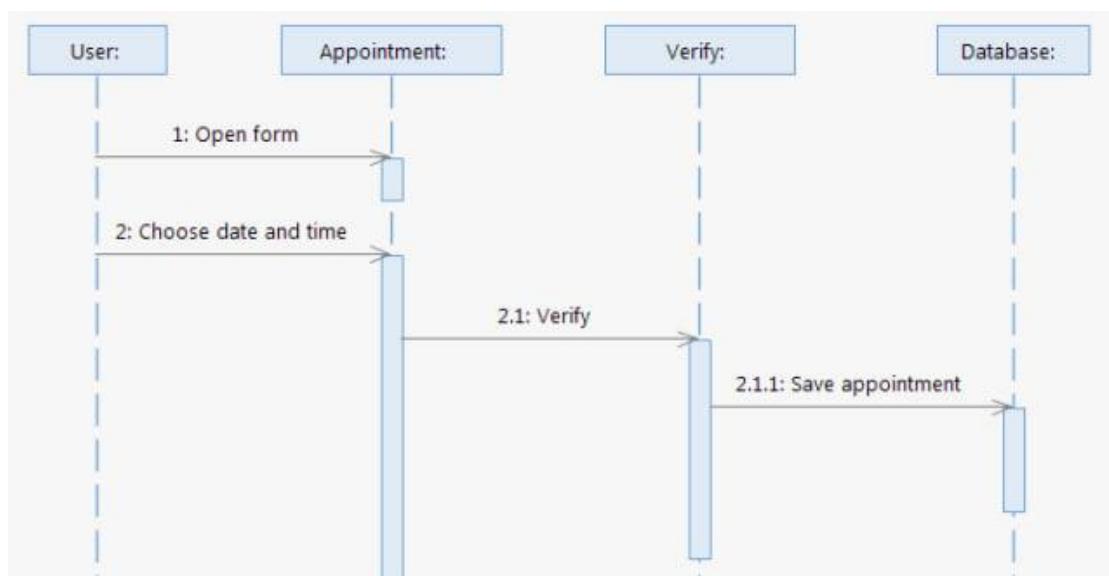 User:
Appointment:
Verify:
Database:
1: Open form
2: Choose date and time
2.1: Verify
2.1.1: Save appointment